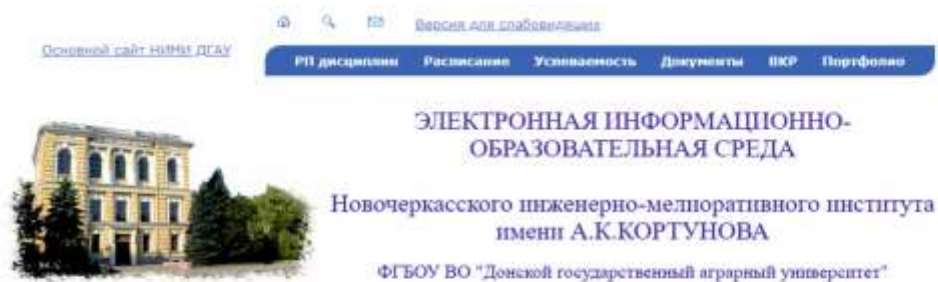 Версия для слабовидящих
Основной сайт НИМИ ДГАУ
РП дисциплин Расписание Успеваемость Документы ВКР Портфолио
ЭЛЕКТРОННАЯ ИНФОРМАЦИОННО-
ОБРАЗОВАТЕЛЬНАЯ СРЕДА
Новочеркасского инженерно-мелиоративного института
имени А.К.КОРТУНОВА
ФГБОУ ВО "Донской государственный аграрный университет"